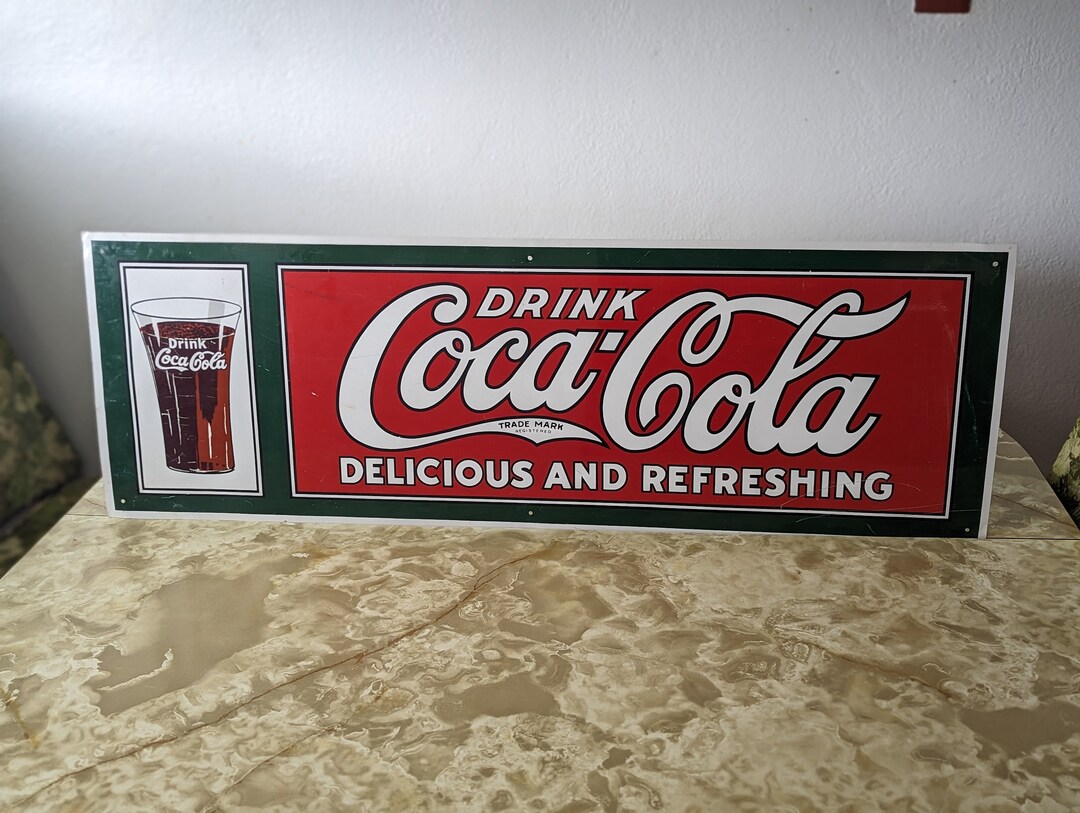 Drink
Coca-Cola
DRINK
Coca-Cola
TRADE MARK
REGISTERED
DELICIOUS AND REFRESHING